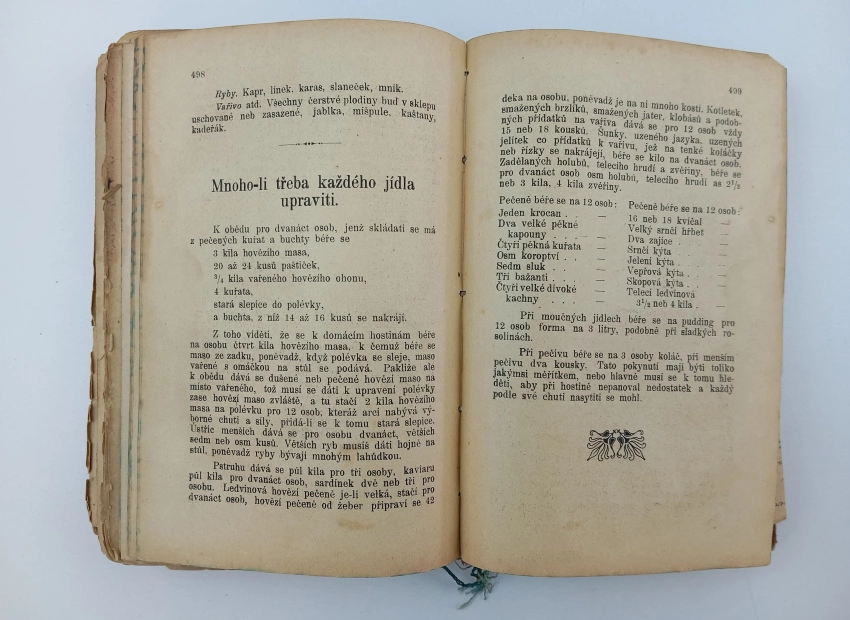 498
Ryby. Kapr, línek, karas, slaneček, mník.
Vařivo atd. Všechny čerstvé plodiny buď v sklepu
uschované neb zasazené, jablka, mišpule, kaštany,
kadeřák.
Mnoho-li třeba každého jídla
upraviti.
K obědu pro dvanáct osob, jenž skládati se má
z pečených kuřat a buchty béře se
3 kila hovězího masa,
20 až 24 kusů paštiček,
3/4 kila vařeného hovězího ohonu,
4 kuřata,
stará slepice do polévky,
a buchta, z níž 14 až 16 kusů se nakrájí.
Z toho viděti, že se k domácím hostinám béře
na osobu čtvrt kila hovězího masa, k čemuž béře se
maso ze zadku, poněvadž, když polévka se sleje, maso
vařené s omáčkou na stůl se podává. Pakliže ale
k obědu dává se dušené neb pečené hovězí maso na
místo vařeného, tož musí se dáti k upravení polévky
zase hovězí maso zvláště, a tu stačí 2 kila hovězího
masa na polévku pro 12 osob, kteráž arci nabývá vý-
borné chuti a síly, přidá-li se k tomu stará slepice.
Ústřic menších dává se pro osobu dvanáct, větších
sedm neb osm kusů. Větších ryb musíš dáti hojně na
stůl, poněvadž ryby bývají mnohým lahůdkou.
Pstruhu dává se půl kila pro tři osoby, kaviaru
půl kila pro dvanáct osob, sardinek dvě neb tři pro
osobu. Ledvinová hovězí pečeně je-li velká, stačí pro
dvanáct osob, hovězí pečeně od žeber připraví se 42
499
deka na osobu, poněvadž je na ní mnoho kostí. Kotletek,
smažených brzlíků, smažených jater, klobásů a podob-
ných přídatků na vařiva dává se pro 12 osob vždy
15 neb 18 kousků. Šunky, uzeného jazyka, uzených
jelítek co přídatků k vařivu, jež na tenké koláčky
neb řízky se nakrájejí, béře se kilo na dvanáct osob.
Zadělaných holubů, telecího hrudí a zvěřiny, béře se
pro dvanáct osob osm holubů, telecího hrudí as 2 1/2
neb 3 kila, 4 kila zvěřiny.
Pečeně béře se na 12 osob:
Jeden krocan . . —
Dva velké pěkné
kapouny . . . —
Čtyři pěkná kuřata —
Osm koroptví . . —
Sedm sluk . . —
Tři bažanti . . —
Čtyři velké divoké
kachny . . . —
Pečeně béře se na 12 osob:
16 neb 18 kvíčal —
Velký srnčí hřbet —
Dva zajíce . . —
Srnčí kýta . . —
Jelení kýta . . —
Vepřová kýta . . —
Skopová kýta . . —
Telecí ledvinová
3 1/2 neb 4 kila . —
Při moučných jídlech béře se na pudding pro
12 osob forma na 3 litry, podobně při sladkých ro-
solinách.
Při pečivu béře se na 3 osoby koláč, při menším
pečivu dva kousky. Tato pokynutí mají býti toliko
jakýmsi měřítkem, neboť hlavně musí se k tomu hle-
děti, aby při hostině nepanoval nedostatek a každý
podle své chuti nasytiti se mohl.